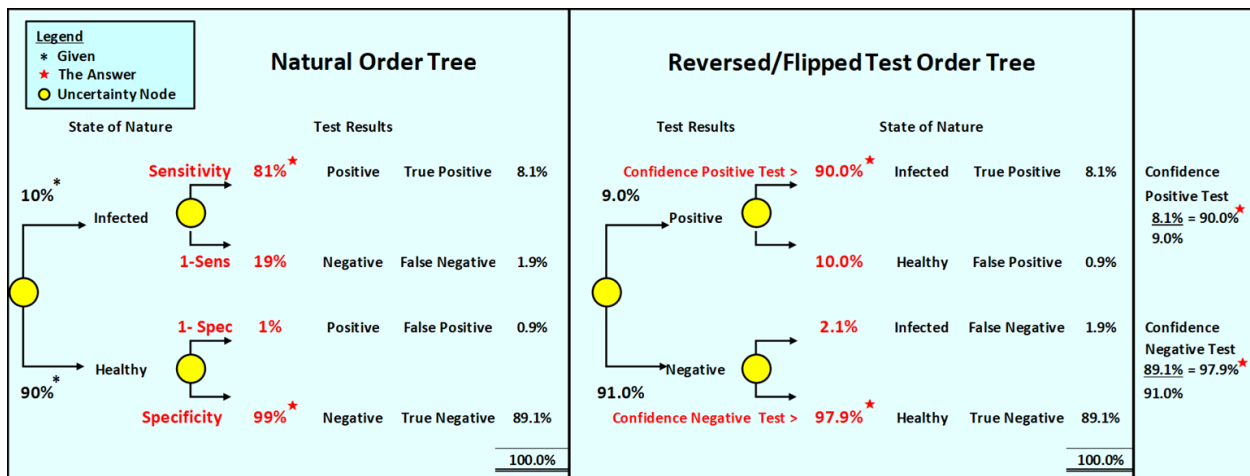 Legend
* Given
★ The Answer
Uncertainty Node
Natural Order Tree
State of Nature Test Results
Sensitivity 81%★ Positive True Positive 8.1%
10%*
Infected
1-Sens 19% Negative False Negative 1.9%
1- Spec 1% Positive False Positive 0.9%
Healthy
90%*
Specificity 99%★ Negative True Negative 89.1%
100.0%
Reversed/Flipped Test Order Tree
Test Results State of Nature
Confidence Positive Test > 90.0%★ Infected True Positive 8.1%
9.0%
Positive
10.0% Healthy False Positive 0.9%
2.1% Infected False Negative 1.9%
Negative
91.0%
Confidence Negative Test > 97.9%★ Healthy True Negative 89.1%
100.0%
Confidence
Positive Test
8.1% = 90.0%★
9.0%
Confidence
Negative Test
89.1% = 97.9%★
91.0%